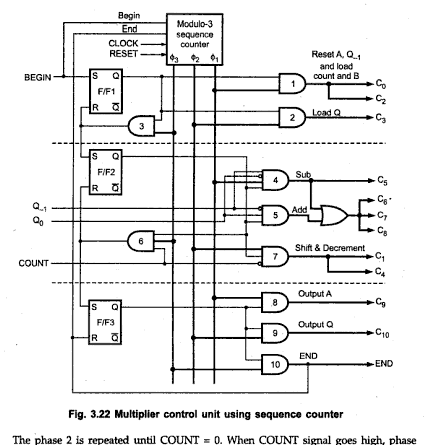 Begin
End
CLOCK
RESET
Modulo-3
sequence
counter
ϕ3 ϕ2 ϕ1
BEGIN
S Q
F/F1
R Q̅
Reset A, Q−1
and load
count and B
1
C0
C2
2
Load Q
C3
3
S Q
F/F2
R Q̅
Q−1
Q0
4
Sub
C5
5
Add
C6
C7
C8
6
COUNT
7
Shift & Decrement
C1
C4
S Q
F/F3
R Q̅
8
Output A
C9
9
Output Q
C10
10
END
END
Fig. 3.22 Multiplier control unit using sequence counter
The phase 2 is repeated until COUNT = 0. When COUNT signal goes high, phase